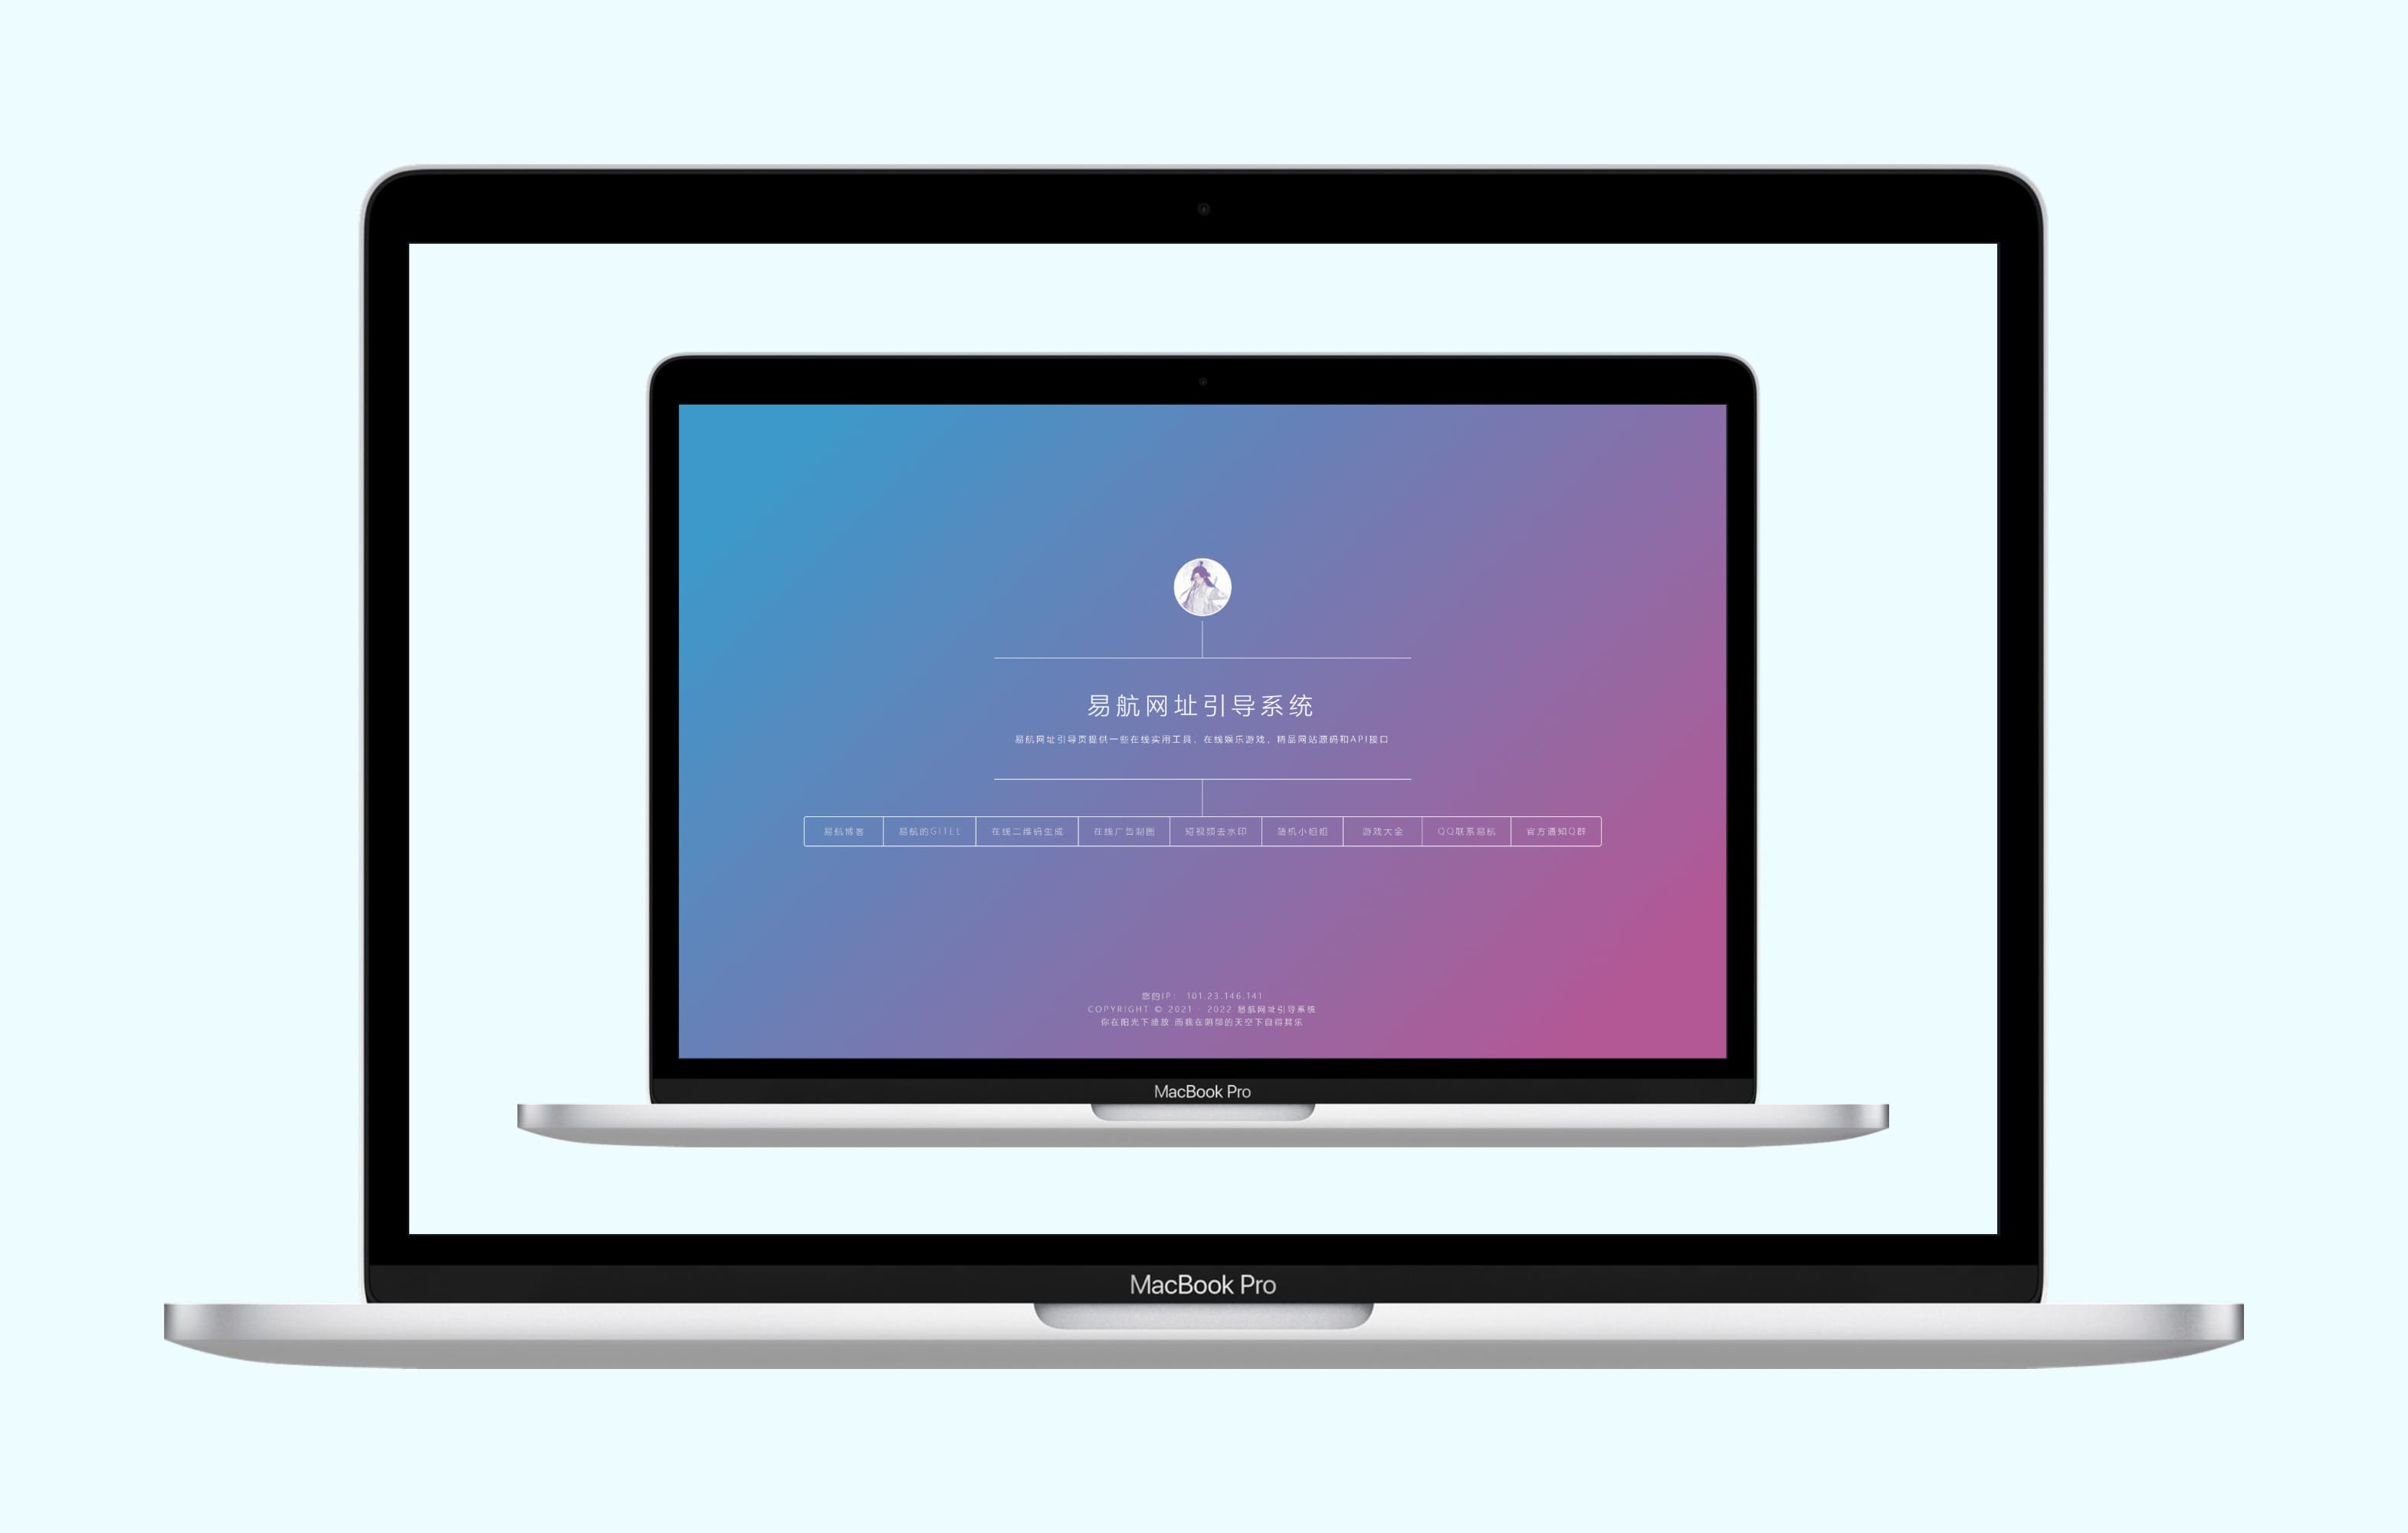 易航网址引导系统
易航网址引导页提供一些在线实用工具，在线娱乐游戏，精品网站源码和API接口
易航博客 易航的GITEE 在线二维码生成 在线广告制图 短视频去水印 随机小姐姐 游戏大全 QQ联系易航 官方通知Q群
您的IP： 101.23.146.141
COPYRIGHT © 2021 - 2022 易航网址引导系统
你在阳光下绽放 而我在阴郁的天空下自得其乐
MacBook Pro
MacBook Pro